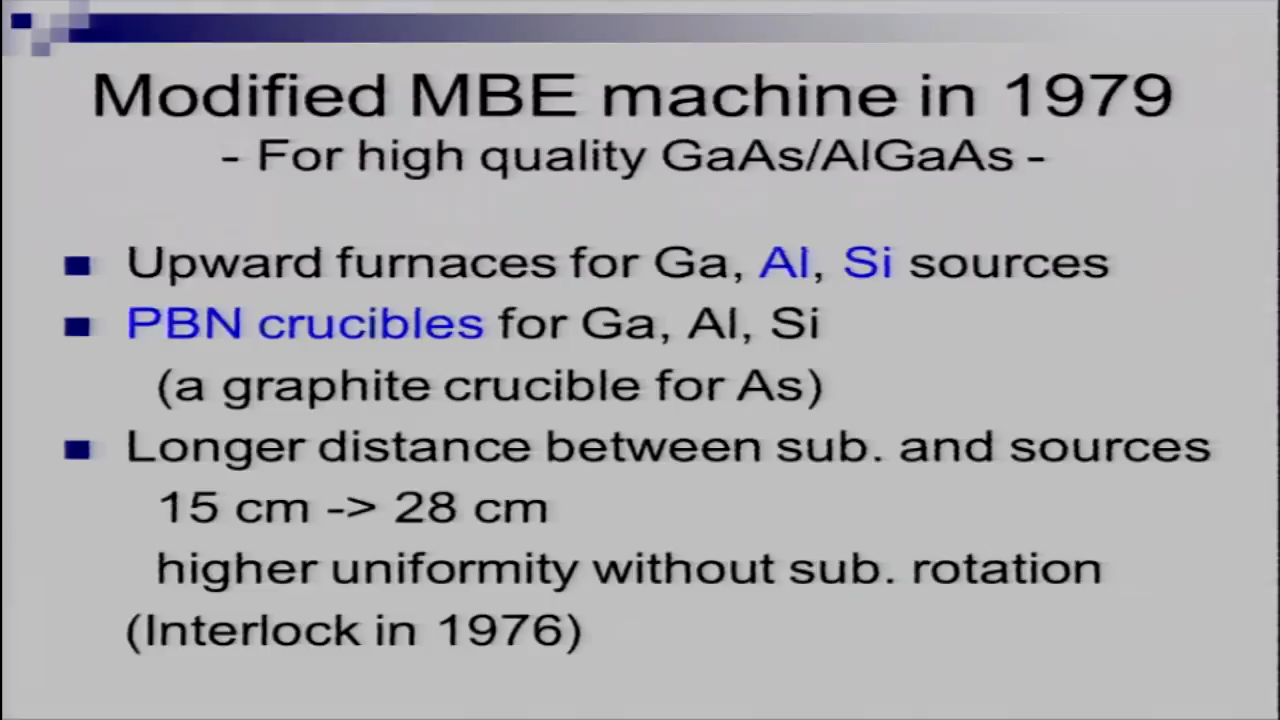 Modified MBE machine in 1979
- For high quality GaAs/AlGaAs -
Upward furnaces for Ga, Al, Si sources
PBN crucibles for Ga, Al, Si
(a graphite crucible for As)
Longer distance between sub. and sources
15 cm -> 28 cm
higher uniformity without sub. rotation
(Interlock in 1976)